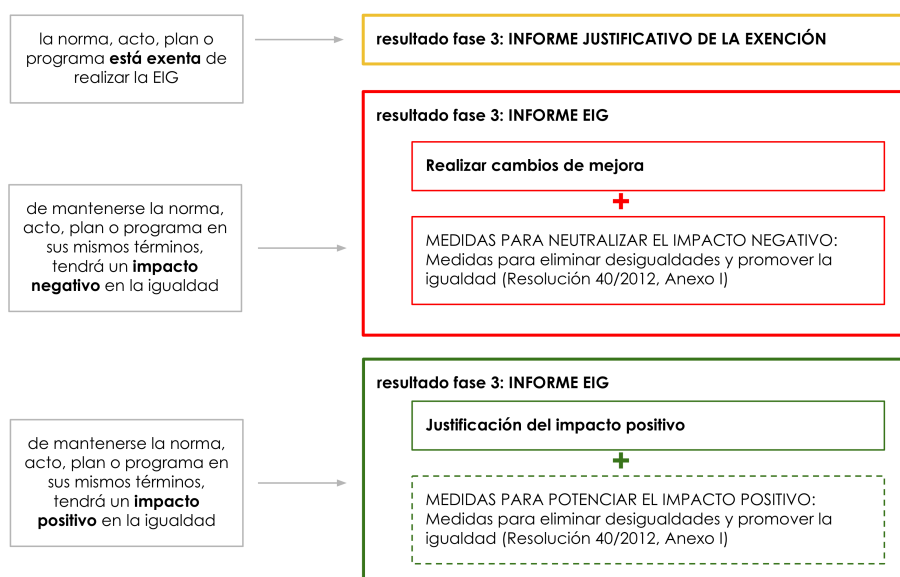 la norma, acto, plan o
programa está exenta de
realizar la EIG
resultado fase 3: INFORME JUSTIFICATIVO DE LA EXENCIÓN
de mantenerse la norma,
acto, plan o programa en
sus mismos términos,
tendrá un impacto
negativo en la igualdad
resultado fase 3: INFORME EIG
Realizar cambios de mejora
+
MEDIDAS PARA NEUTRALIZAR EL IMPACTO NEGATIVO:
Medidas para eliminar desigualdades y promover la
igualdad (Resolución 40/2012, Anexo I)
de mantenerse la norma,
acto, plan o programa en
sus mismos términos,
tendrá un impacto
positivo en la igualdad
resultado fase 3: INFORME EIG
Justificación del impacto positivo
+
MEDIDAS PARA POTENCIAR EL IMPACTO POSITIVO:
Medidas para eliminar desigualdades y promover la
igualdad (Resolución 40/2012, Anexo I)